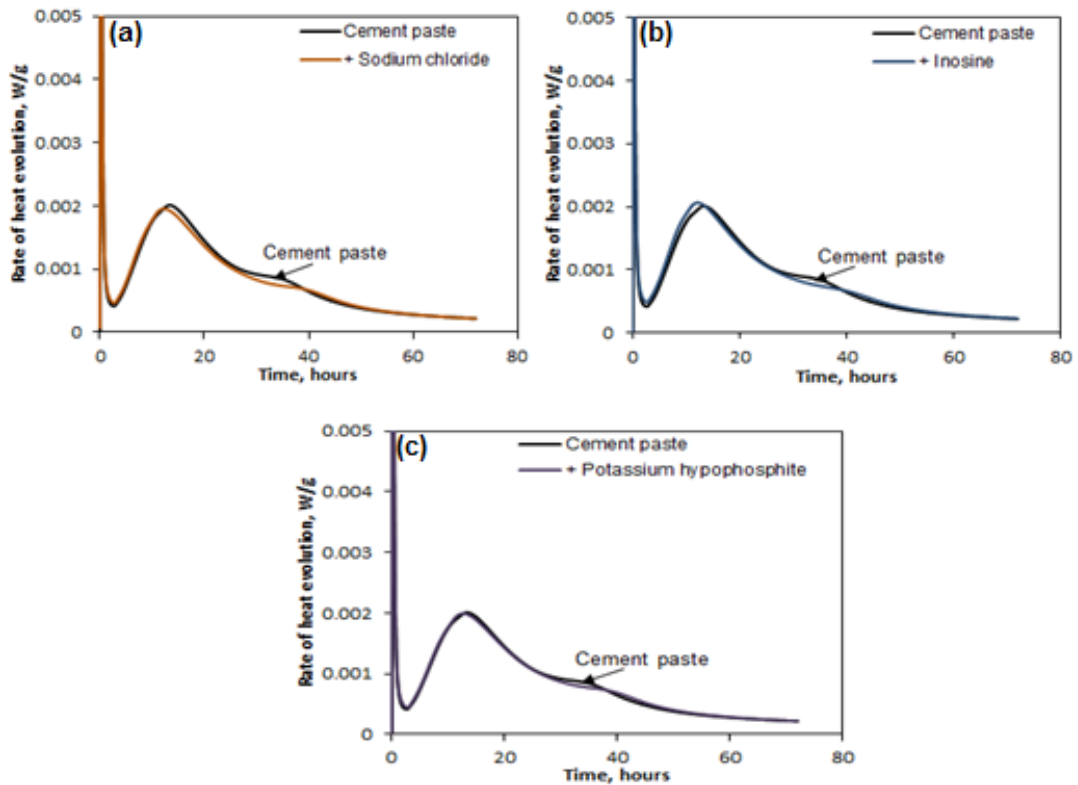 (a)
Cement paste
+ Sodium chloride
Rate of heat evolution, W/g
0.005
0.004
0.003
0.002
0.001
0
Cement paste
0
20
40
60
80
Time, hours
(b)
Cement paste
+ Inosine
Rate of heat evolution, W/g
0.005
0.004
0.003
0.002
0.001
0
Cement paste
0
20
40
60
80
Time, hours
(c)
Cement paste
+ Potassium hypophosphite
Rate of heat evolution, W/g
0.005
0.004
0.003
0.002
0.001
0
Cement paste
0
20
40
60
80
Time, hours